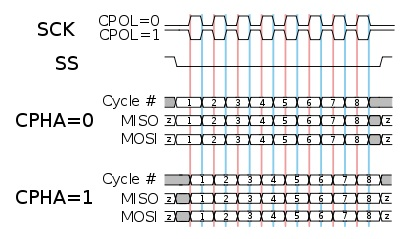 SCK CPOL=0
CPOL=1
SS
Cycle # 1 2 3 4 5 6 7 8
CPHA=0 MISO z 1 2 3 4 5 6 7 8 z
MOSI z 1 2 3 4 5 6 7 8 z
Cycle # 1 2 3 4 5 6 7 8
CPHA=1 MISO z 1 2 3 4 5 6 7 8 z
MOSI z 1 2 3 4 5 6 7 8 z